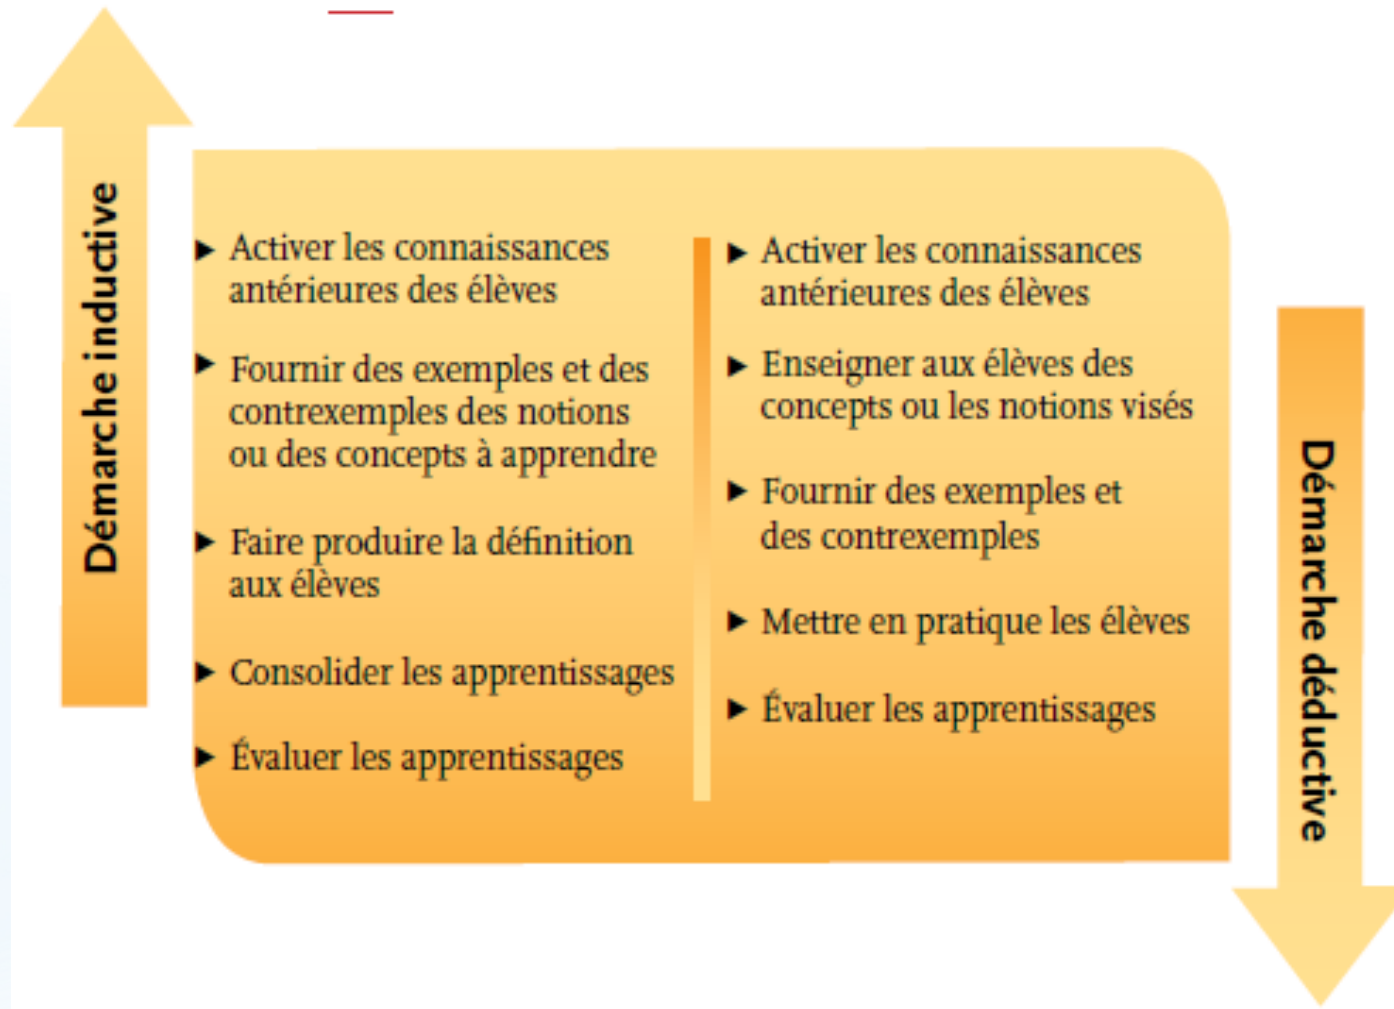 Démarche inductive
► Activer les connaissances
antérieures des élèves
► Fournir des exemples et des
contrexemples des notions
ou des concepts à apprendre
► Faire produire la définition
aux élèves
► Consolider les apprentissages
► Évaluer les apprentissages
► Activer les connaissances
antérieures des élèves
► Enseigner aux élèves des
concepts ou les notions visés
► Fournir des exemples et
des contrexemples
► Mettre en pratique les élèves
► Évaluer les apprentissages
Démarche déductive